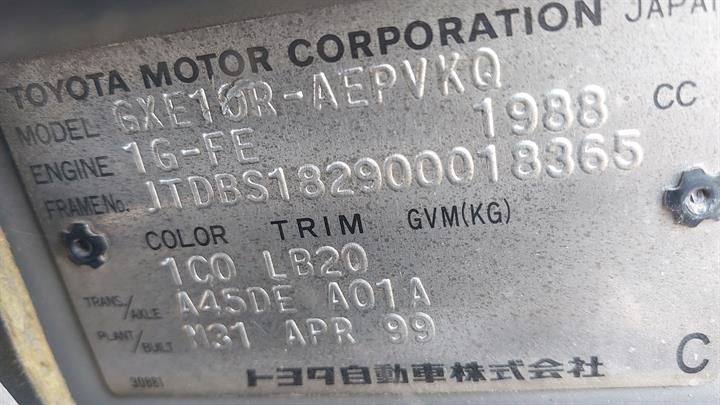 TOYOTA MOTOR CORPORATION JAPAN
MODEL GXE10R-AEPVKQ
ENGINE 1G-FE 1988 CC
FRAME No. JTDBS182900018365
COLOR TRIM GVM(KG)
1C0 LB20
TRANS./AXLE A45DE A01A
PLANT/BUILT M31 APR 99
30881 トヨタ自動車株式会社 C